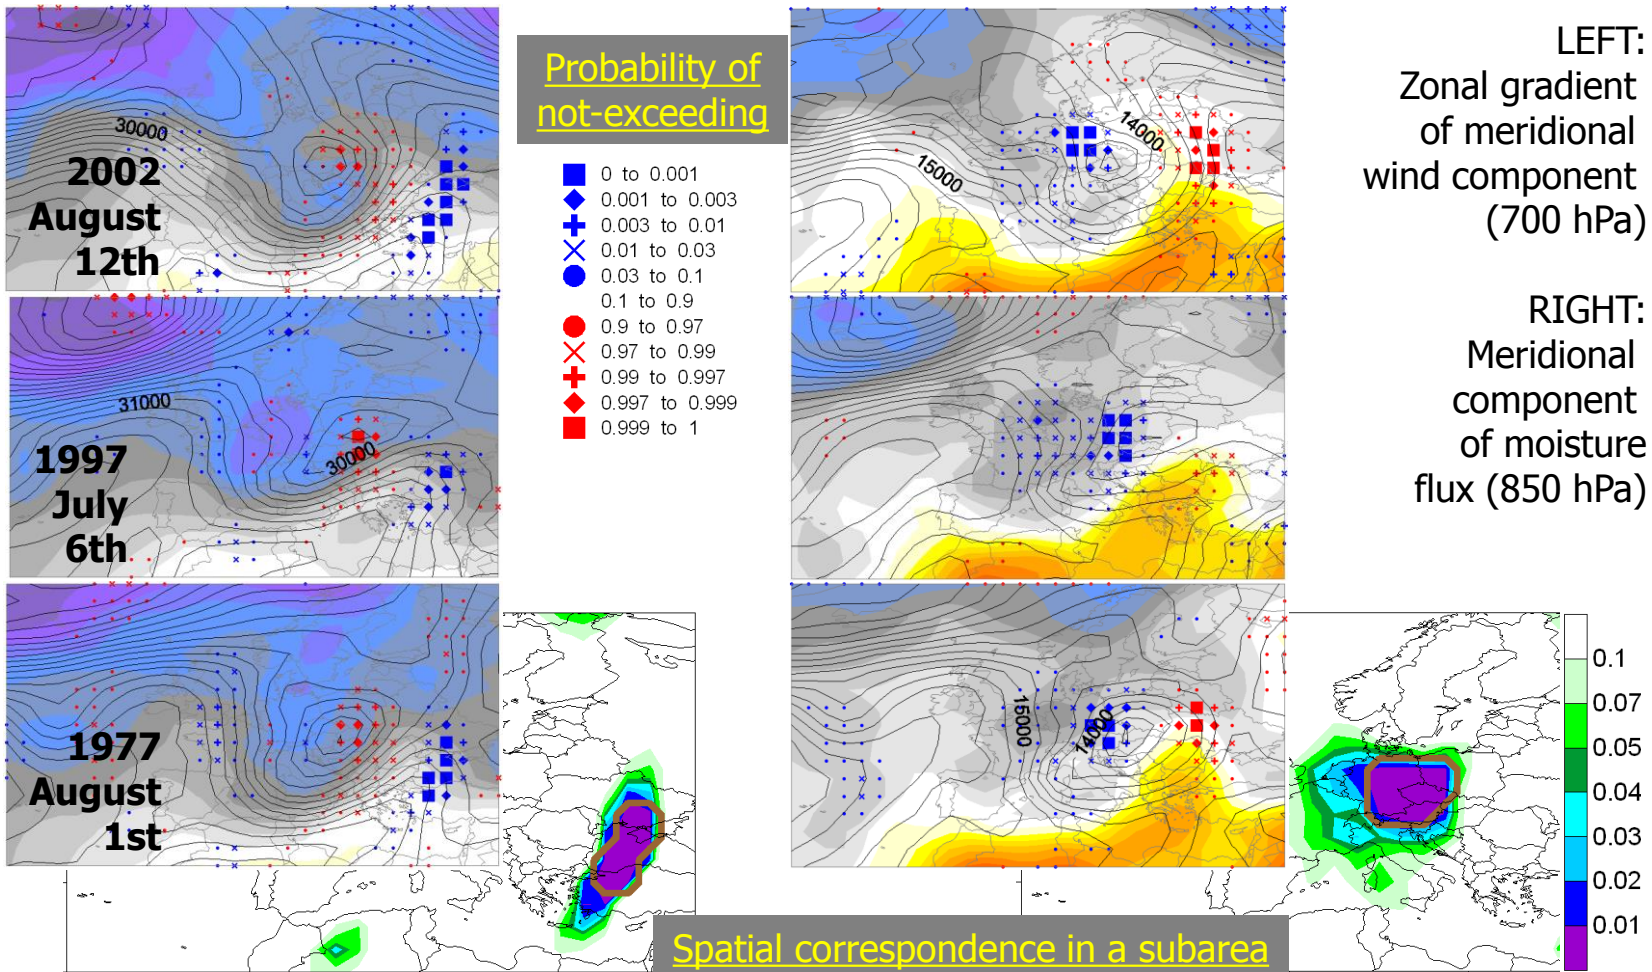 Probability of
not-exceeding
0 to 0.001
0.001 to 0.003
0.003 to 0.01
0.01 to 0.03
0.03 to 0.1
0.1 to 0.9
0.9 to 0.97
0.97 to 0.99
0.99 to 0.997
0.997 to 0.999
0.999 to 1
LEFT:
Zonal gradient
of meridional
wind component
(700 hPa)
RIGHT:
Meridional
component
of moisture
flux (850 hPa)
30000
2002
August
12th
15000
14000
31000
30000
1997
July
6th
1977
August
1st
15000
14000
0.1
0.07
0.05
0.04
0.03
0.02
0.01
Spatial correspondence in a subarea